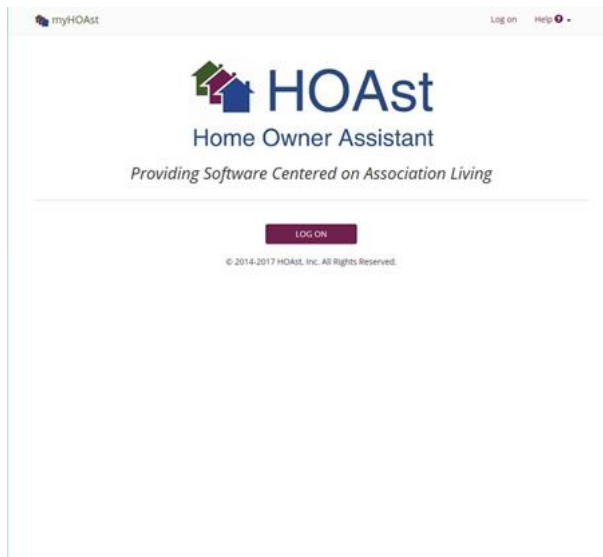 myHOAst Log on Help
HOAst
Home Owner Assistant
Providing Software Centered on Association Living
LOG ON
© 2014-2017 HOAst, Inc. All Rights Reserved.